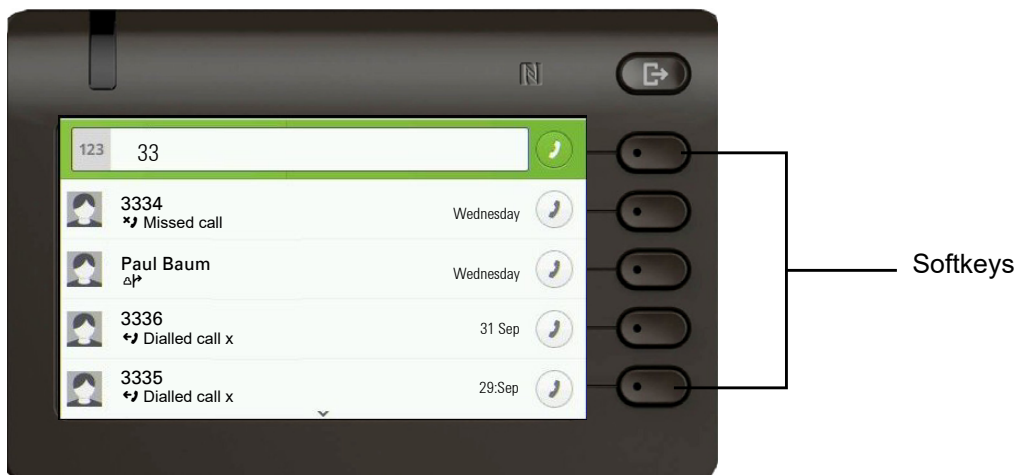 123 33
3334
Missed call
Wednesday
Paul Baum
Wednesday
3336
Dialled call x
31 Sep
3335
Dialled call x
29:Sep
Softkeys